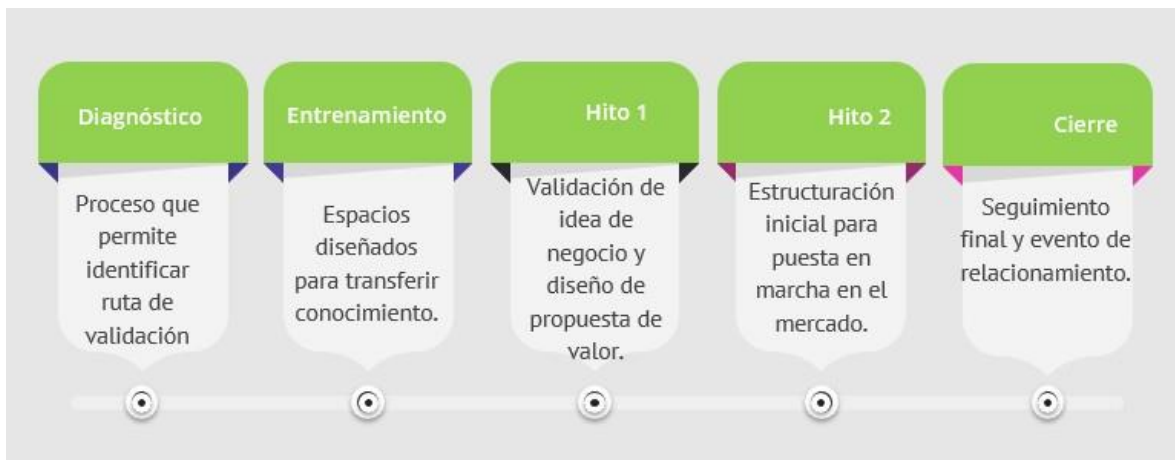 Diagnóstico
Proceso que
permite
identificar
ruta de
validación
Entrenamiento
Espacios
diseñados
para transferir
conocimiento.
Hito 1
Validación de
idea de
negocio y
diseño de
propuesta de
valor.
Hito 2
Estructuración
inicial para
puesta en
marcha en el
mercado.
Cierre
Seguimiento
final y evento de
relacionamiento.